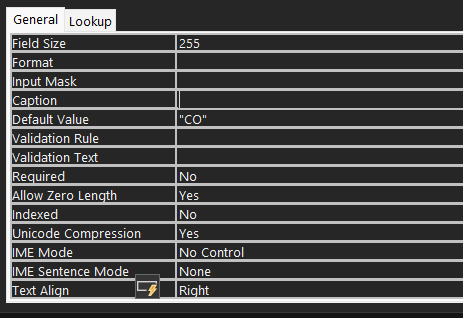 General Lookup
Field Size 255
Format
Input Mask
Caption
Default Value "CO"
Validation Rule
Validation Text
Required No
Allow Zero Length Yes
Indexed No
Unicode Compression Yes
IME Mode No Control
IME Sentence Mode None
Text Align Right